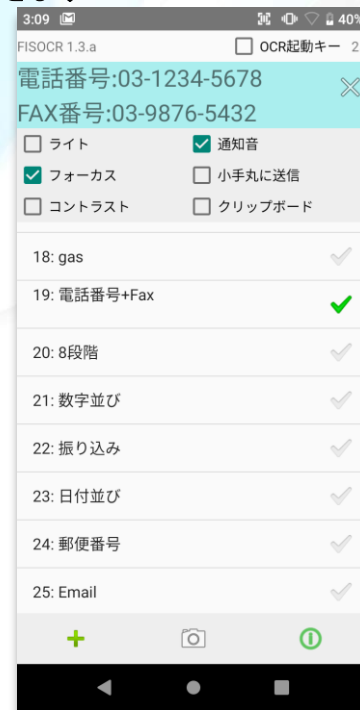 3:09
40%
FISOCR 1.3.a
OCR起動キー 2
電話番号:03-1234-5678
FAX番号:03-9876-5432
ライト
通知音
フォーカス
小手丸に送信
コントラスト
クリップボード
18: gas
19: 電話番号+Fax
20: 8段階
21: 数字並び
22: 振り込み
23: 日付並び
24: 郵便番号
25: Email